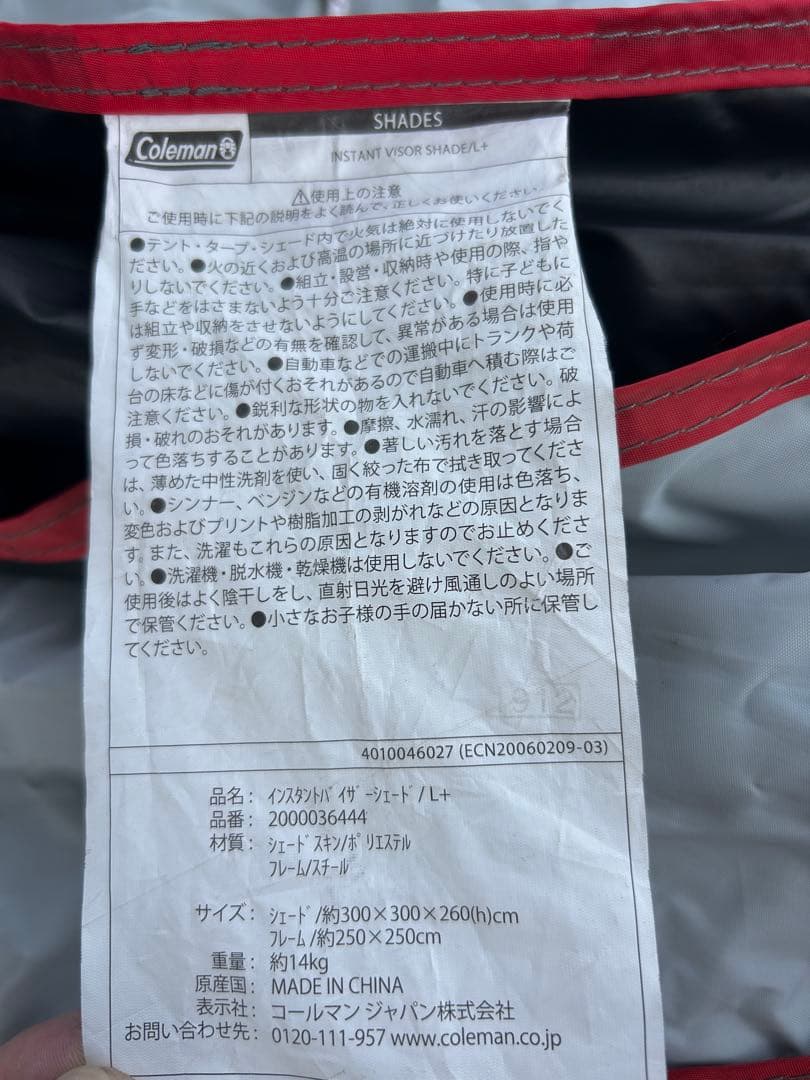 Coleman
SHADES
INSTANT VISOR SHADE/L+
⚠使用上の注意
ご使用時に下記の説明をよく読んで、正しくお使いください。
●テント・タープ・シェード内で火気は絶対に使用しないでく
ださい。●火の近くおよび高温の場所に近づけたり放置した
りしないでください。●組立・設営・収納時や使用の際、指や
手などをはさまないよう十分ご注意ください。特に子どもに
は組立や収納をさせないようにしてください。●使用時に必
ず変形・破損などの有無を確認して、異常がある場合は使用
しないでください。●自動車などでの運搬中にトランクや荷
台の床などに傷が付くおそれがあるので自動車へ積む際はご
注意ください。●鋭利な形状の物を入れないでください。破
損・破れのおそれがあります。●摩擦、水濡れ、汗の影響によ
って色落ちすることがあります。●著しい汚れを落とす場合
は、薄めた中性洗剤を使い、固く絞った布で拭き取ってくださ
い。●シンナー、ベンジンなどの有機溶剤の使用は色落ち、
変色およびプリントや樹脂加工の剥がれなどの原因となりま
す。また、洗濯もこれらの原因となりますのでお止めくださ
い。●洗濯機・脱水機・乾燥機は使用しないでください。●ご
使用後はよく陰干しをし、直射日光を避け風通しのよい場所
で保管ください。●小さなお子様の手の届かない所に保管し
てください。
912
4010046027 (ECN20060209-03)
品名: インスタントバイザーシェード/L+
品番: 2000036444
材質: シェードスキン/ポリエステル
フレーム/スチール
サイズ: シェード/約300×300×260(h)cm
フレーム/約250×250cm
重量: 約14kg
原産国: MADE IN CHINA
表示社: コールマン ジャパン株式会社
お問い合わせ先: 0120-111-957 www.coleman.co.jp